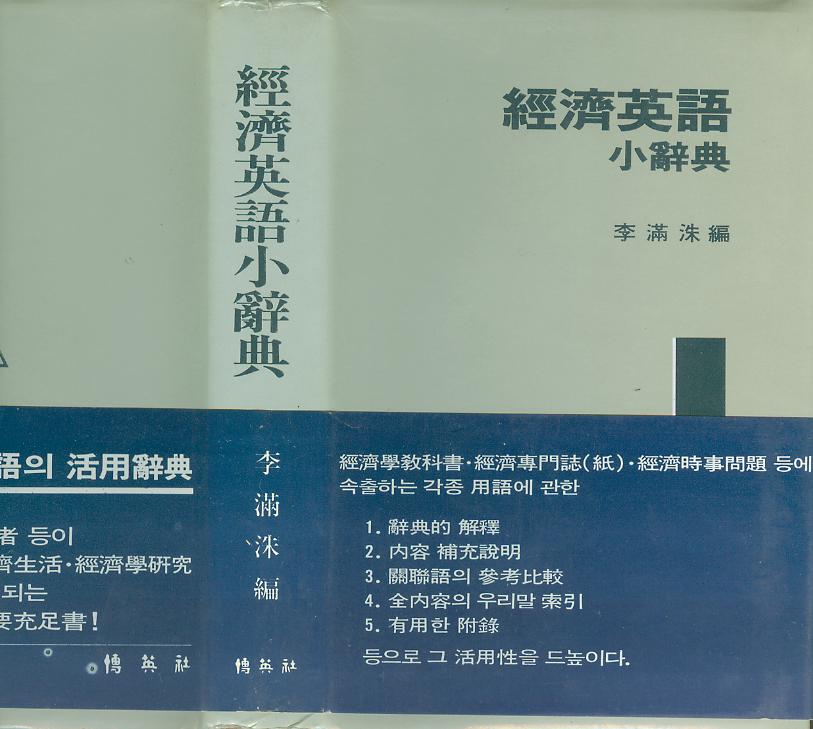 經濟英語
小辭典
李滿洙編
經濟英語小辭典
李滿洙編
博英社
語의 活用辭典
者 등이
濟生活·經濟學硏究
되는
要充足書!
博英社
經濟學敎科書·經濟專門誌(紙)·經濟時事問題 등에
속출하는 각종 用語에 관한
1. 辭典的 解釋
2. 内容 補充說明
3. 關聯語의 參考比較
4. 全内容의 우리말 索引
5. 有用한 附錄
등으로 그 活用性을 드높이다.